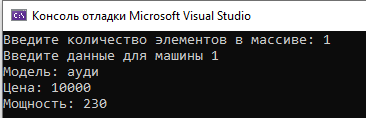 Консоль отладки Microsoft Visual Studio
Введите количество элементов в массиве: 1
Введите данные для машины 1
Модель: ауди
Цена: 10000
Мощность: 230